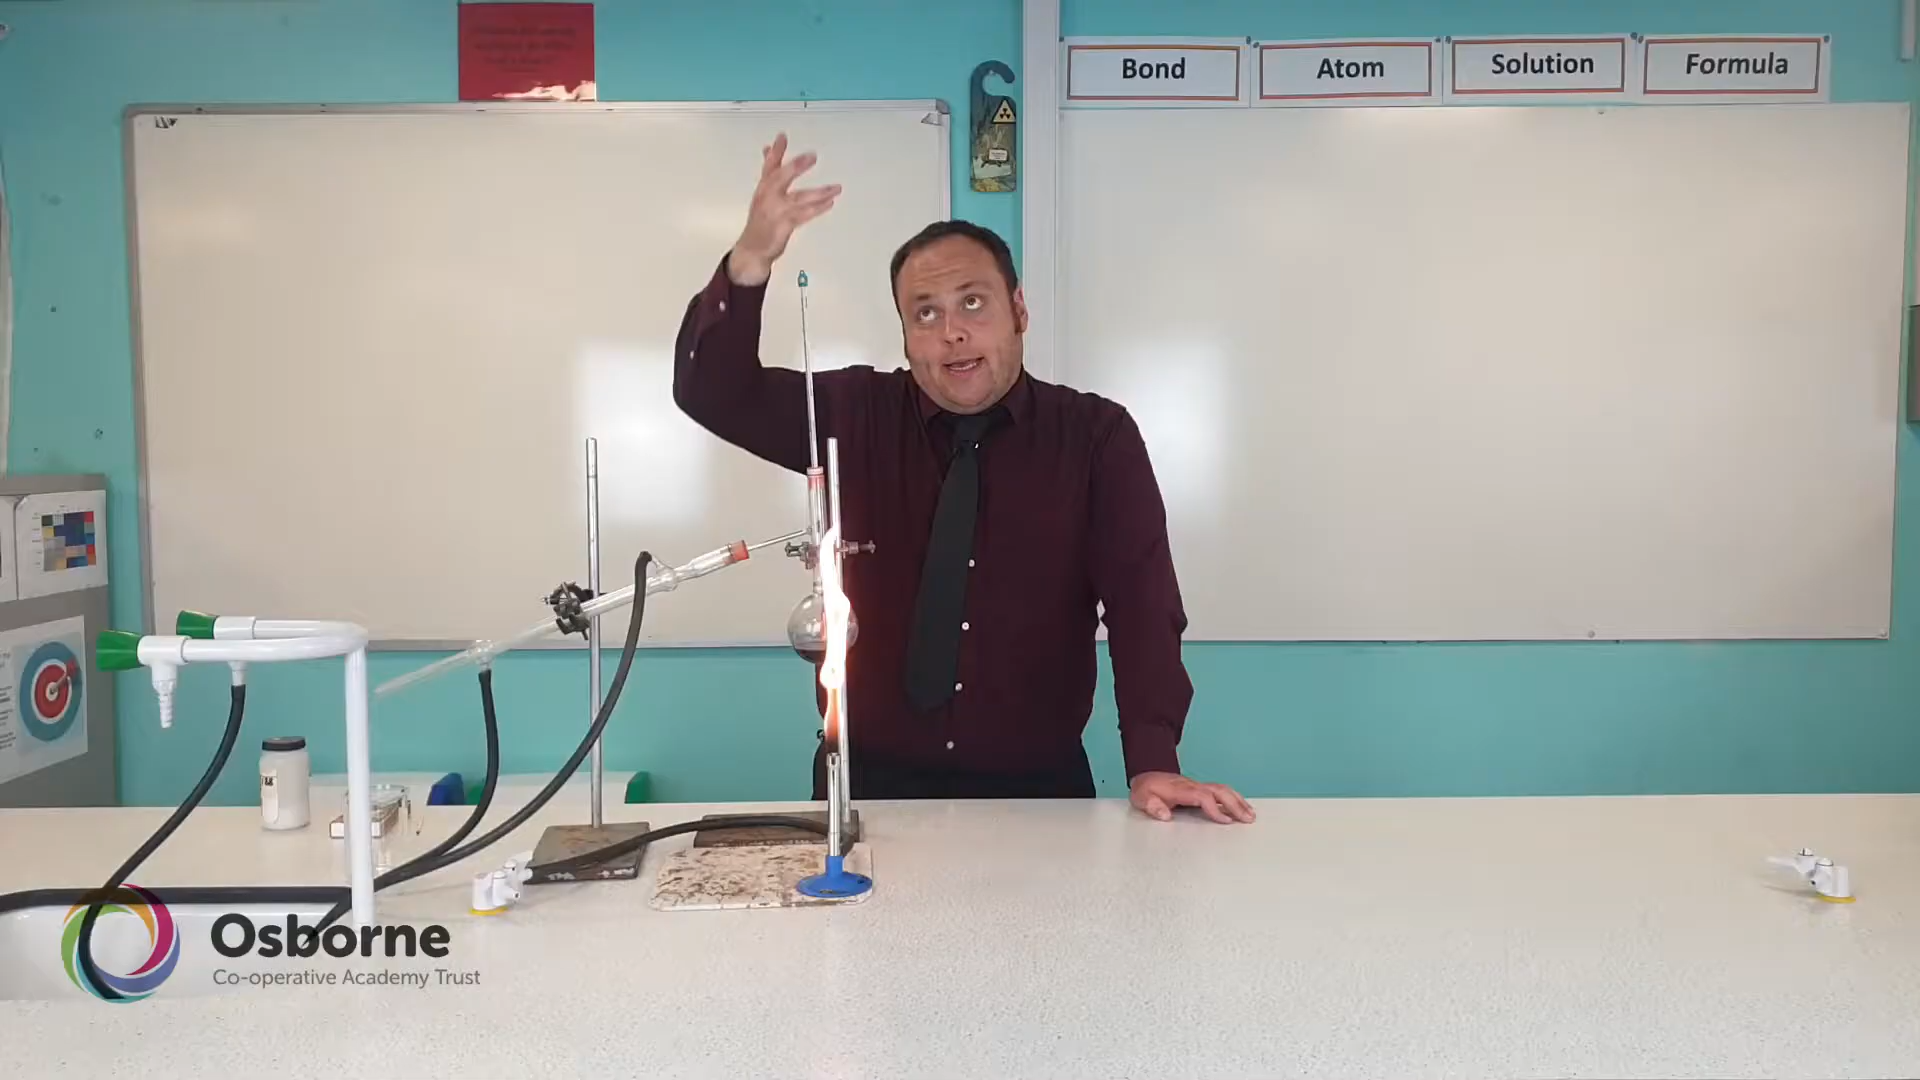 Bond
Atom
Solution
Formula
Osborne
Co-operative Academy Trust